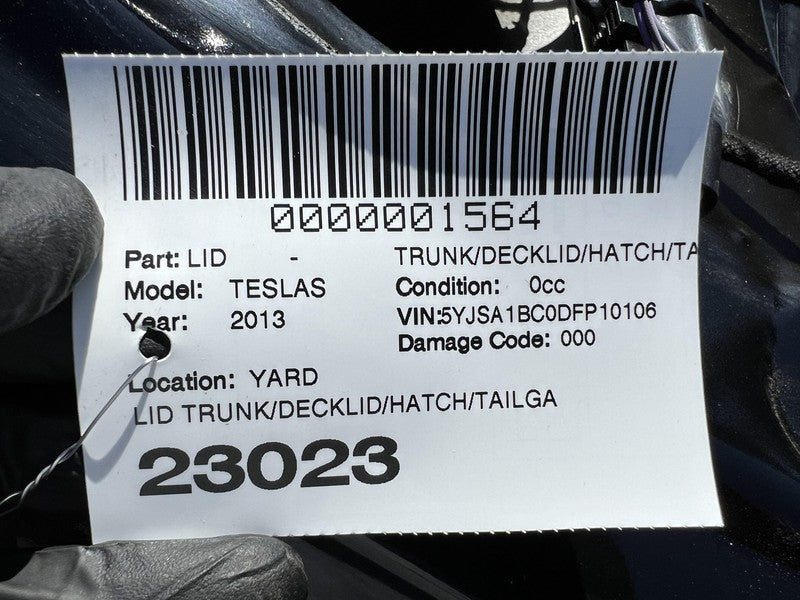 0000001564
Part: LID - TRUNK/DECKLID/HATCH/TA
Model: TESLAS Condition: 0cc
Year: 2013 VIN:5YJSA1BC0DFP10106
Damage Code: 000
Location: YARD
LID TRUNK/DECKLID/HATCH/TAILGA
23023